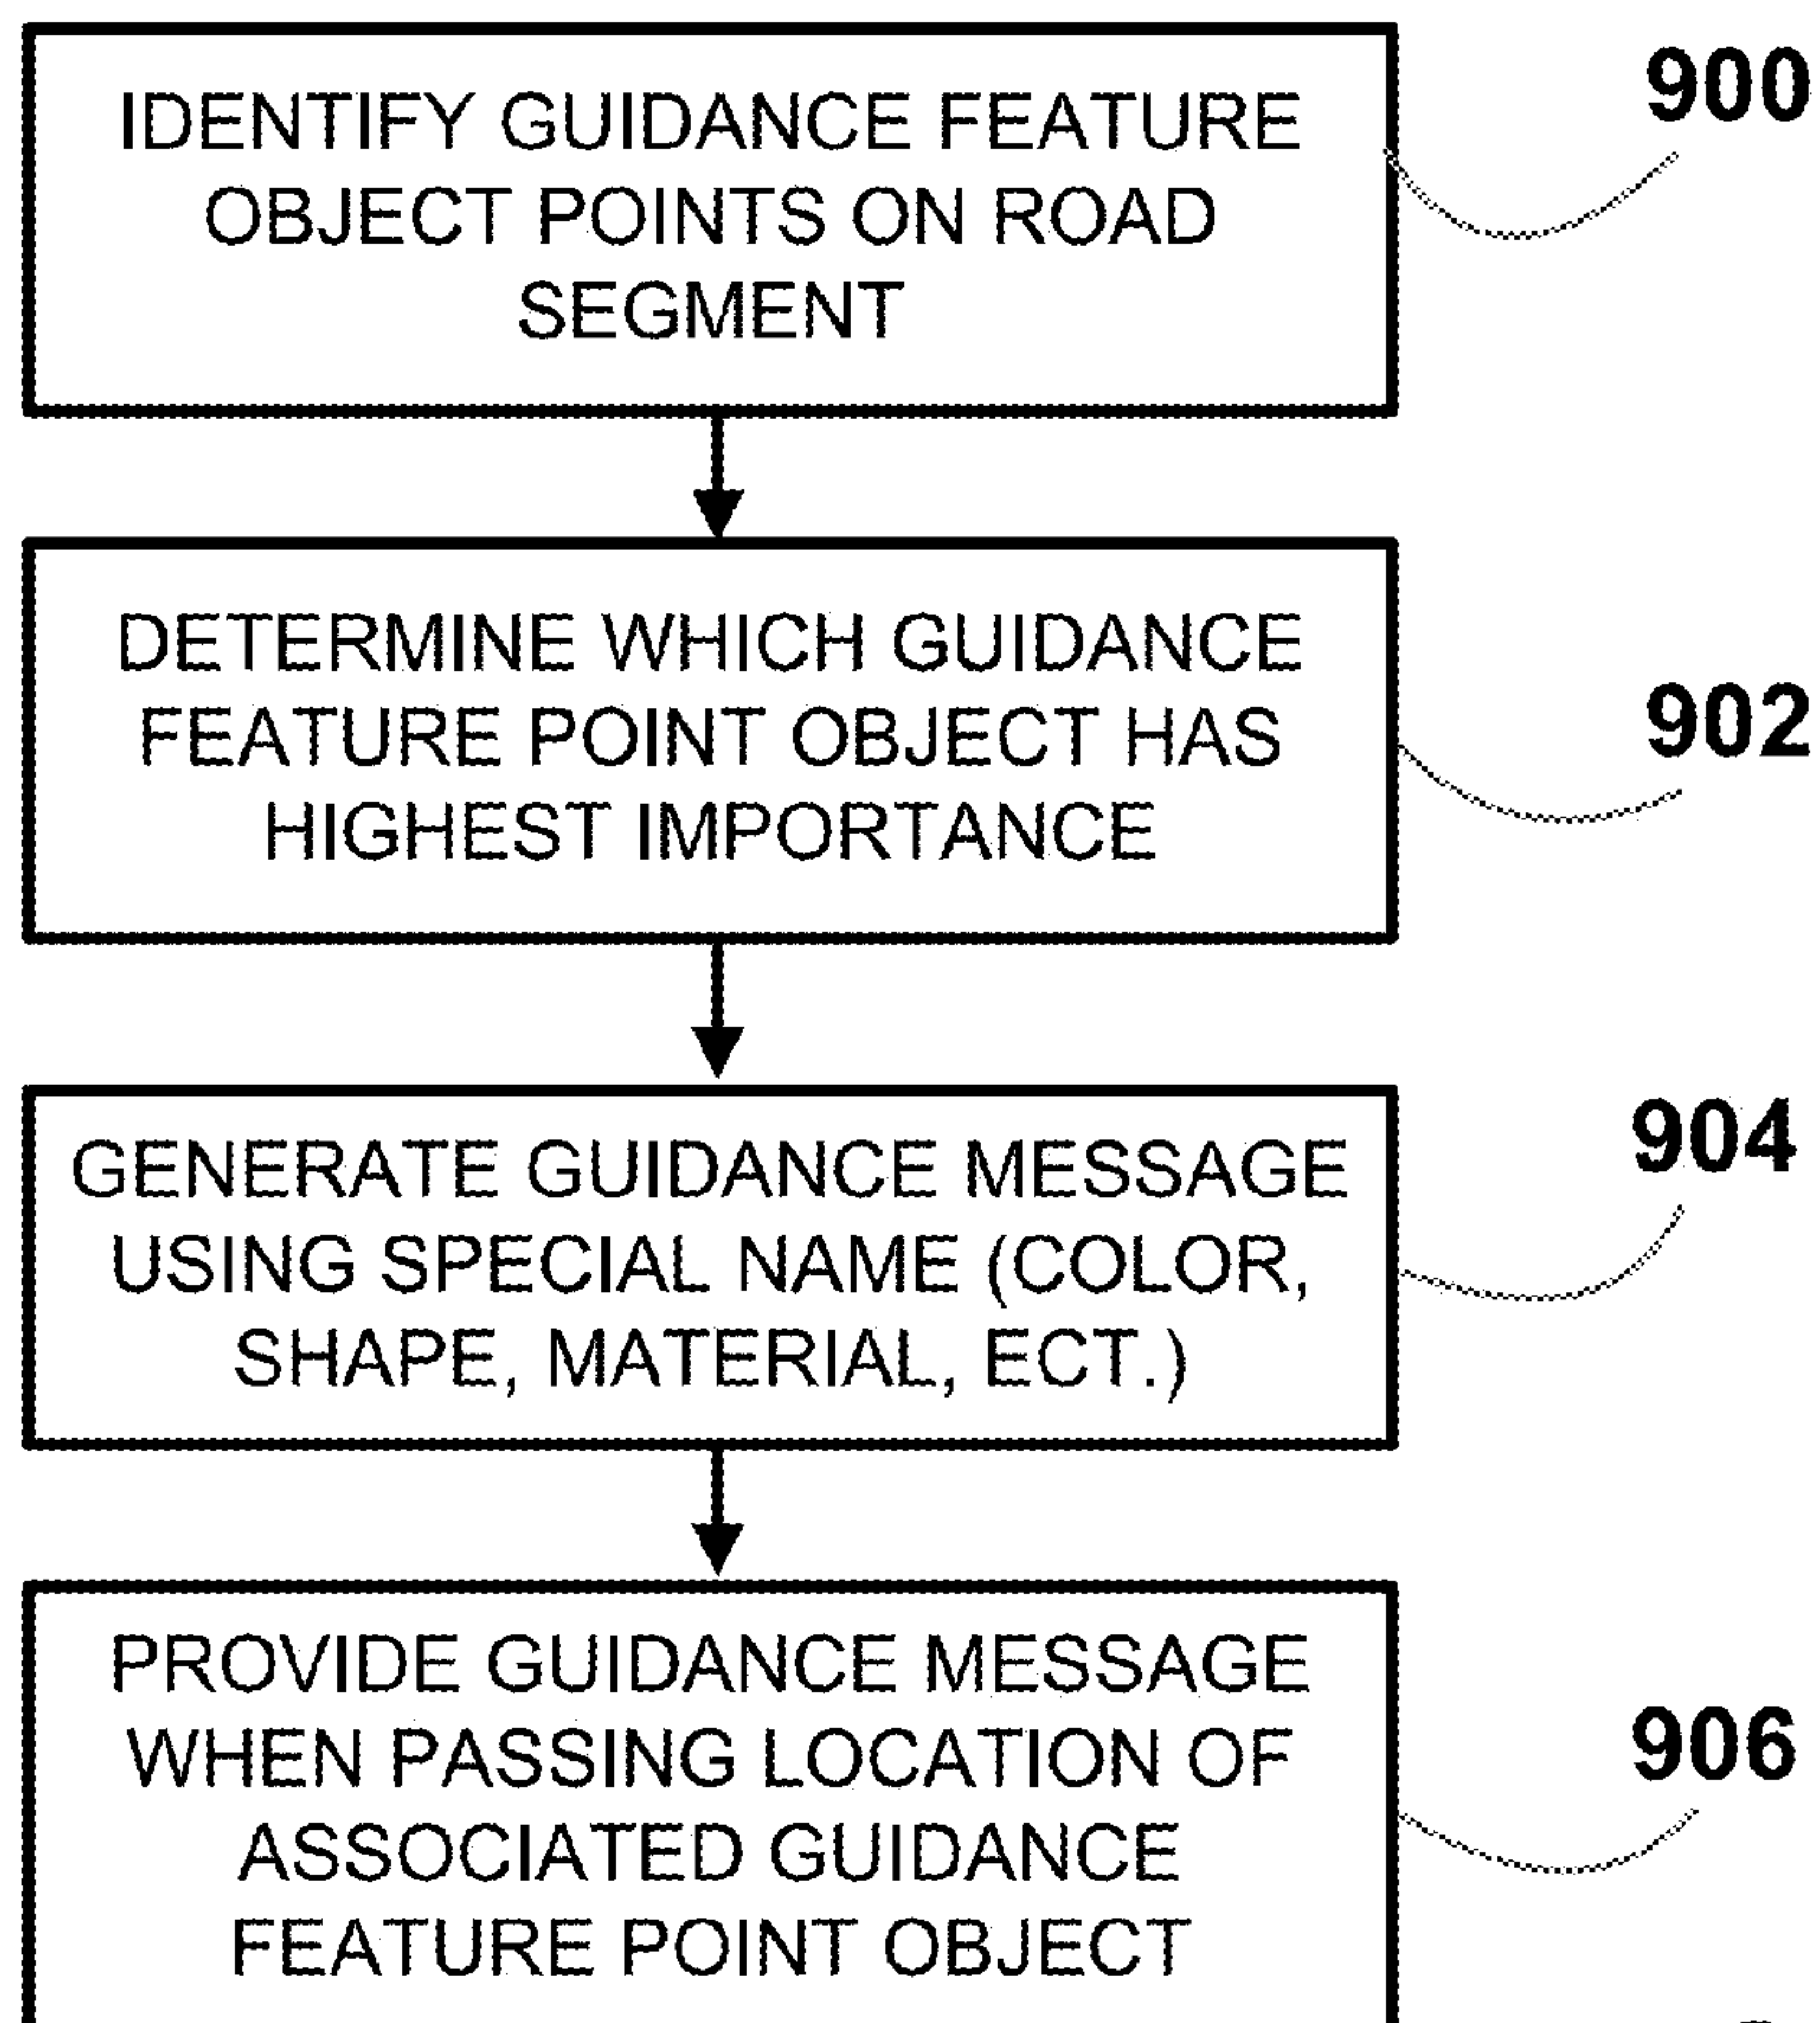 IDENTIFY GUIDANCE FEATURE
OBJECT POINTS ON ROAD
SEGMENT
900
DETERMINE WHICH GUIDANCE
FEATURE POINT OBJECT HAS
HIGHEST IMPORTANCE
902
GENERATE GUIDANCE MESSAGE
USING SPECIAL NAME (COLOR,
SHAPE, MATERIAL, ECT.)
904
PROVIDE GUIDANCE MESSAGE
WHEN PASSING LOCATION OF
ASSOCIATED GUIDANCE
FEATURE POINT OBJECT
906